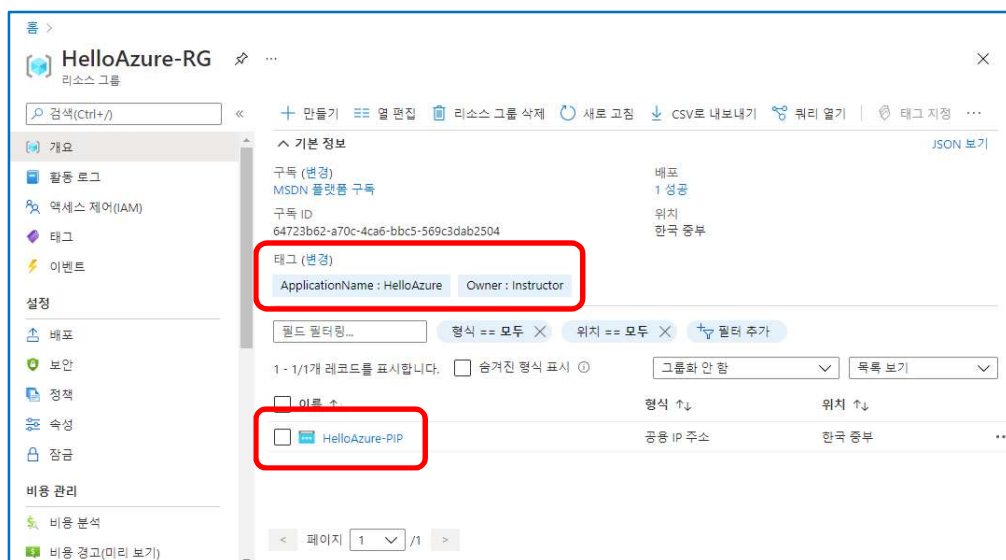 홈 >
HelloAzure-RG
리소스 그룹
검색(Ctrl+/)
만들기 열 편집 리소스 그룹 삭제 새로 고침 CSV로 내보내기 쿼리 열기 태그 지정 ...
개요
활동 로그
액세스 제어(IAM)
태그
이벤트
설정
배포
보안
정책
속성
잠금
비용 관리
비용 분석
비용 경고(미리 보기)
기본 정보
JSON 보기
구독 (변경)
MSDN 플랫폼 구독
배포
1 성공
구독 ID
64723b62-a70c-4ca6-bbc5-569c3dab2504
위치
한국 중부
태그 (변경)
ApplicationName : HelloAzure Owner : Instructor
필드 필터링... 형식 == 모두 위치 == 모두 필터 추가
1 - 1/1개 레코드를 표시합니다. 숨겨진 형식 표시 그룹화 안 함 목록 보기
이름 ↑↓ 형식 ↑↓ 위치 ↑↓
HelloAzure-PIP 공용 IP 주소 한국 중부
< 페이지 1 /1 >